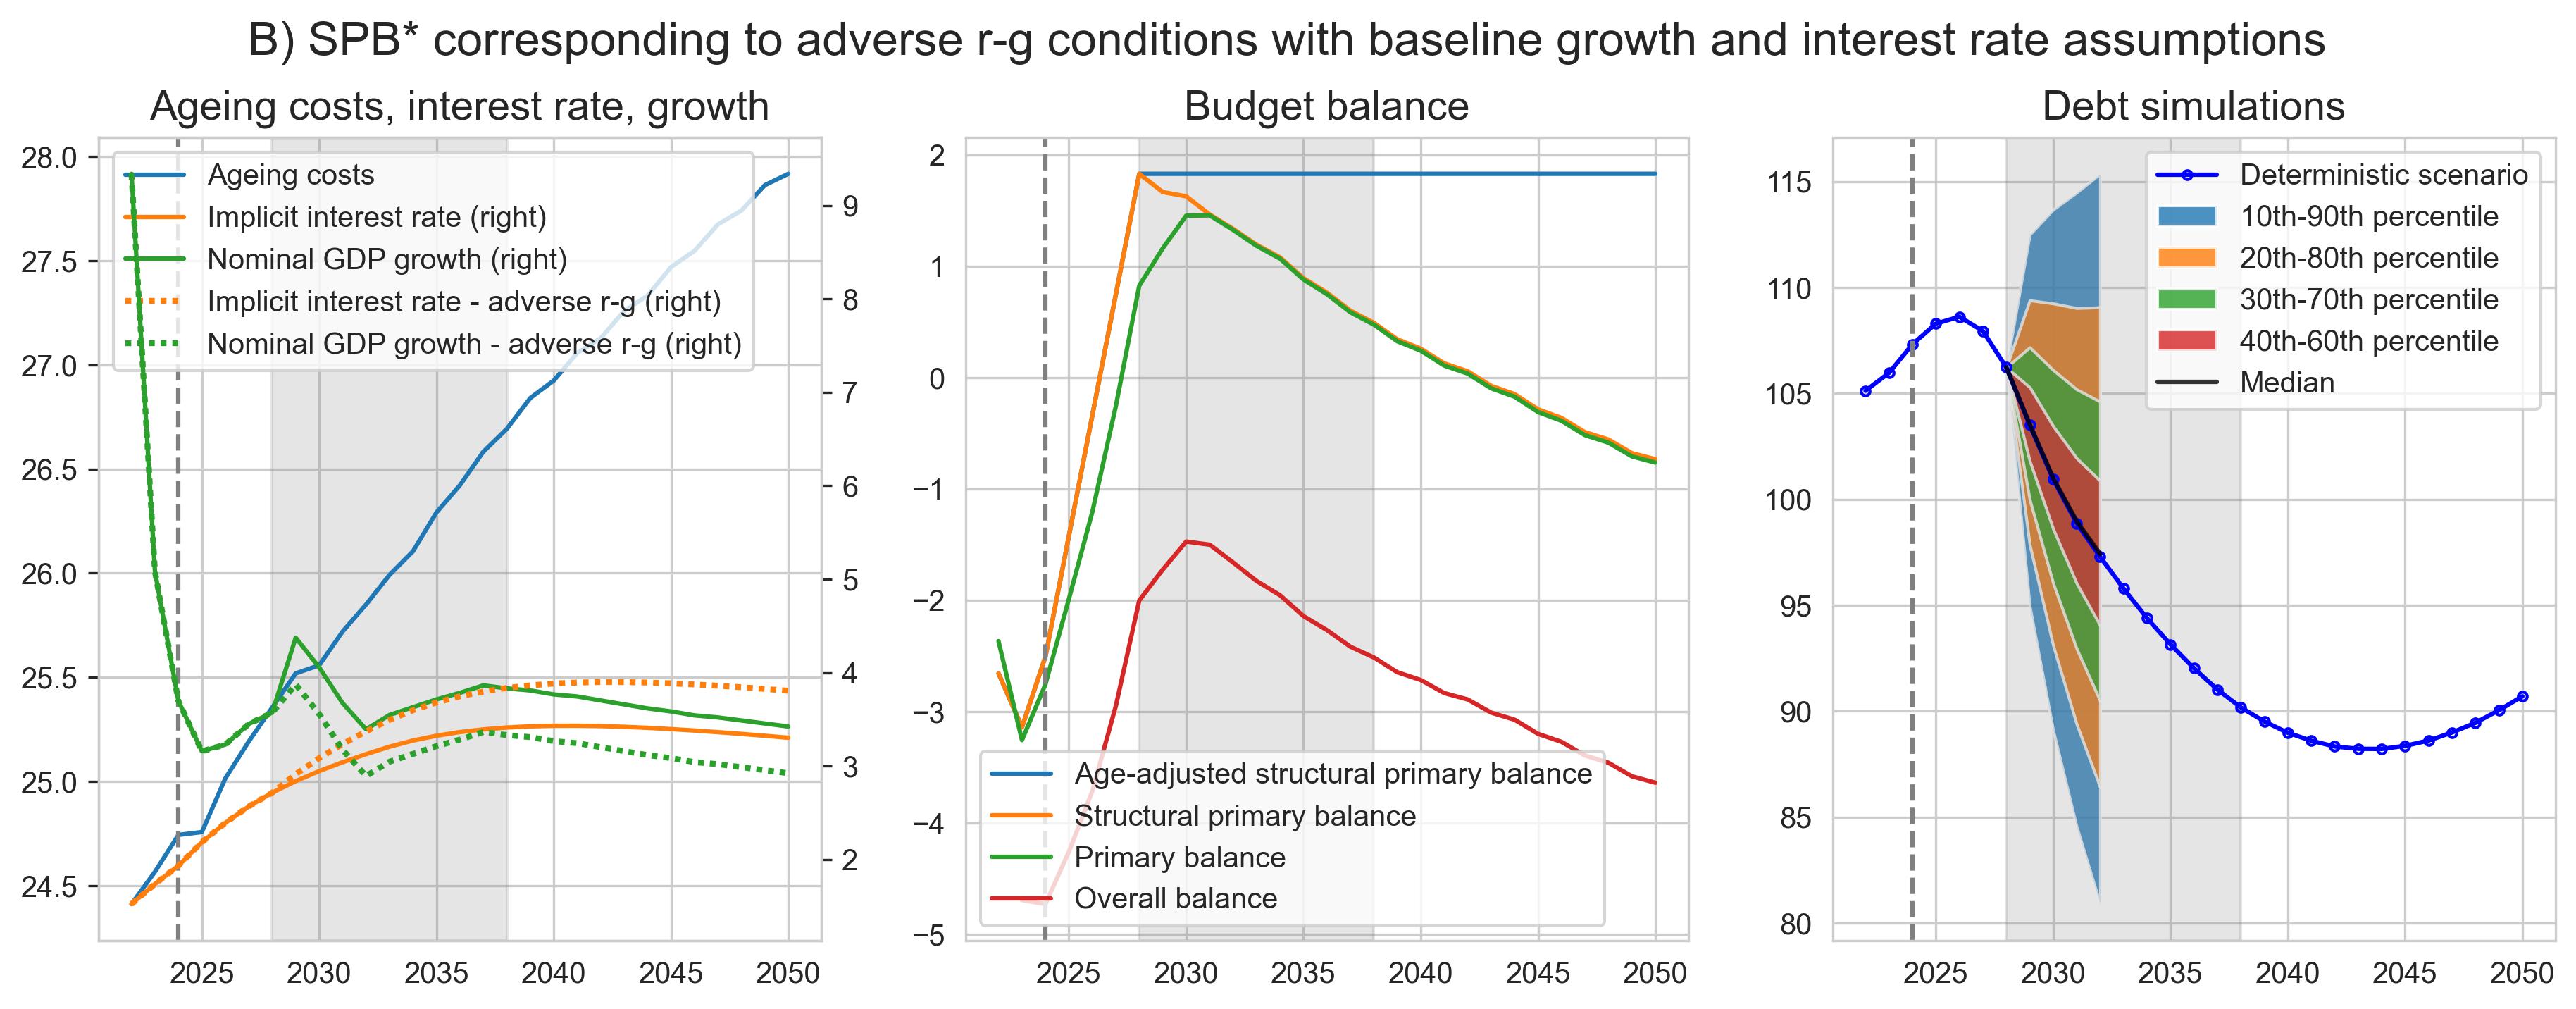 B) SPB* corresponding to adverse r-g conditions with baseline growth and interest rate assumptions
Ageing costs, interest rate, growth
28.0
27.5
27.0
26.5
26.0
25.5
25.0
24.5
9
8
7
6
5
4
3
2
Ageing costs
Implicit interest rate (right)
Nominal GDP growth (right)
Implicit interest rate - adverse r-g (right)
Nominal GDP growth - adverse r-g (right)
2025 2030 2035 2040 2045 2050
Budget balance
2
1
0
−1
−2
−3
−4
−5
Age-adjusted structural primary balance
Structural primary balance
Primary balance
Overall balance
2025 2030 2035 2040 2045 2050
Debt simulations
115
110
105
100
95
90
85
80
Deterministic scenario
10th-90th percentile
20th-80th percentile
30th-70th percentile
40th-60th percentile
Median
2025 2030 2035 2040 2045 2050